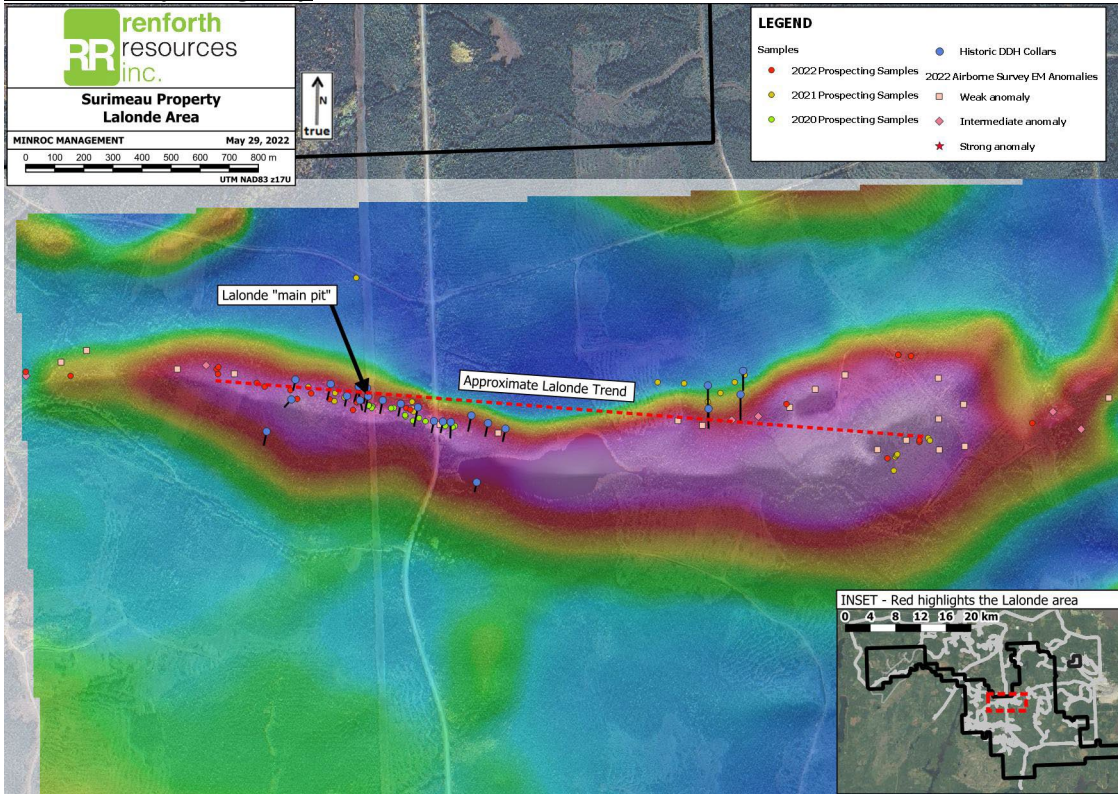 RR renforth
resources
inc.
Surimeau Property
Lalonde Area
MINROC MANAGEMENT May 29, 2022
0 100 200 300 400 500 600 700 800 m
UTM NAD83 z17U
N
true
LEGEND
Samples
2022 Prospecting Samples
2021 Prospecting Samples
2020 Prospecting Samples
Historic DDH Collars
2022 Airborne Survey EM Anomalies
Weak anomaly
Intermediate anomaly
Strong anomaly
Lalonde "main pit"
Approximate Lalonde Trend
INSET - Red highlights the Lalonde area
0 4 8 12 16 20 km